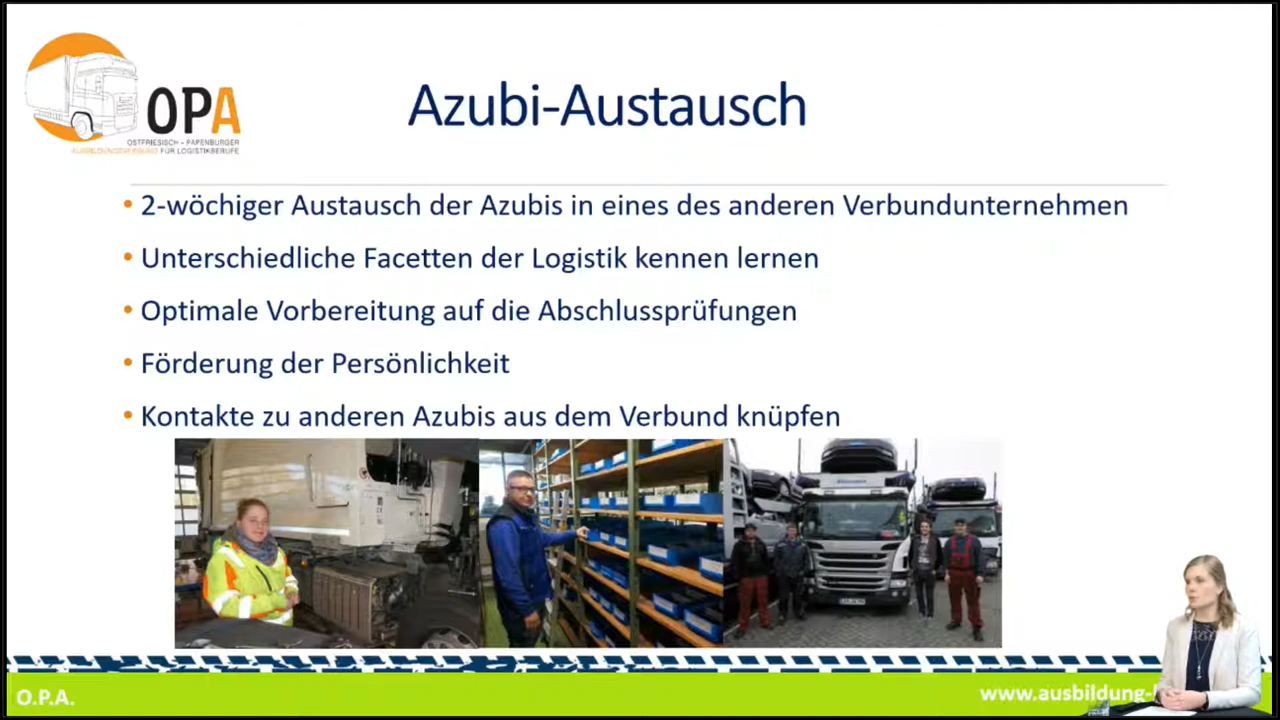 Azubi-Austausch
OPA
OSTFRIESISCH - PAPENBURGER
AUSBILDUNGSVERBUND FÜR LOGISTIKBERUFE
• 2-wöchiger Austausch der Azubis in eines des anderen Verbundunternehmen
• Unterschiedliche Facetten der Logistik kennen lernen
• Optimale Vorbereitung auf die Abschlussprüfungen
• Förderung der Persönlichkeit
• Kontakte zu anderen Azubis aus dem Verbund knüpfen
O.P.A.
www.ausbildung-